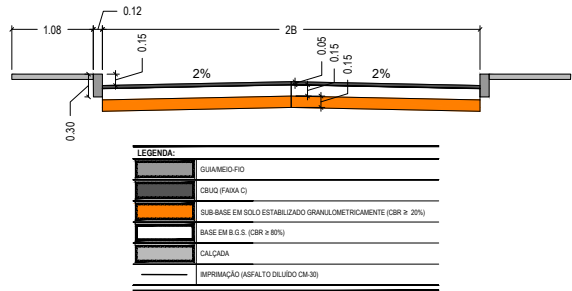 0.12
1.08
2B
0.15
0.05
0.15
0.15
2%
2%
0.30
LEGENDA:
GUIA/MEIO-FIO
CBUQ (FAIXA C)
SUB-BASE EM SOLO ESTABILIZADO GRANULOMETRICAMENTE (CBR ≥ 20%)
BASE EM B.G.S. (CBR ≥ 80%)
CALÇADA
IMPRIMAÇÃO (ASFALTO DILUÍDO CM-30)